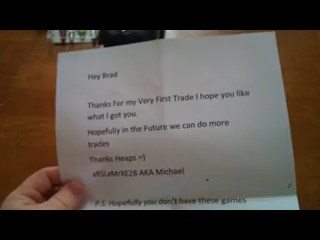 Hey Brad
Thanks For my Very First Trade I hope you like
what I got you.
Hopefully in the Future we can do more
trades
Thanks Heaps =)
AKA Michael
P.S. Hopefully you don't have these games